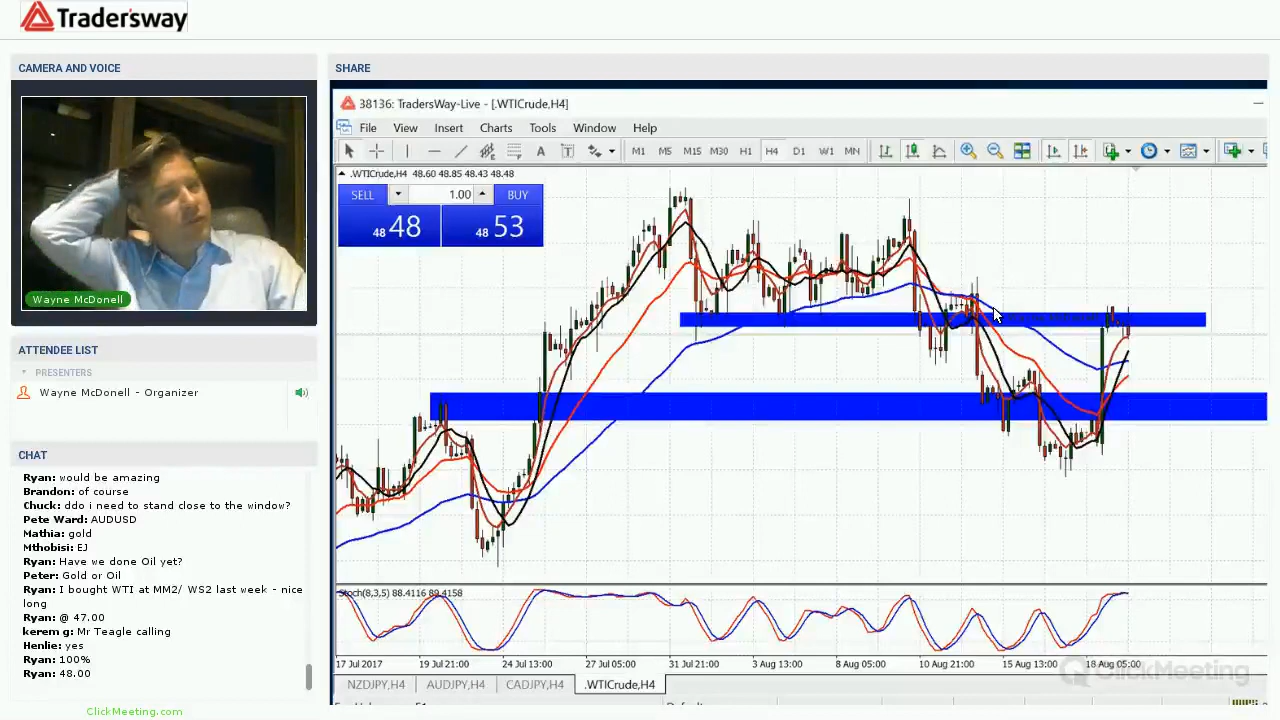 Tradersway
CAMERA AND VOICE
Wayne McDonell
ATTENDEE LIST
PRESENTERS
Wayne McDonell - Organizer
CHAT
Ryan: would be amazing
Brandon: of course
Chuck: ddo i need to stand close to the window?
Pete Ward: AUDUSD
Mathia: gold
Mthobisi: EJ
Ryan: Have we done Oil yet?
Peter: Gold or Oil
Ryan: I bought WTI at MM2/ WS2 last week - nice
long
Ryan: @ 47.00
kerem g: Mr Teagle calling
Henlie: yes
Ryan: 100%
Ryan: 48.00
ClickMeeting.com
SHARE
38136: TradersWay-Live - [.WTICrude,H4]
File View Insert Charts Tools Window Help
A T M1 M5 M15 M30 H1 H4 D1 W1 MN
.WTICrude,H4 48.60 48.85 48.43 48.48
SELL 1.00 BUY
48 48 48 53
Stoch(8,3,5) 88.4116 89.4158
17 Jul 2017 19 Jul 21:00 24 Jul 13:00 27 Jul 05:00 31 Jul 21:00 3 Aug 13:00 8 Aug 05:00 10 Aug 21:00 15 Aug 13:00 18 Aug 05:00
ClickMeeting
NZDJPY,H4 AUDJPY,H4 CADJPY,H4 .WTICrude,H4